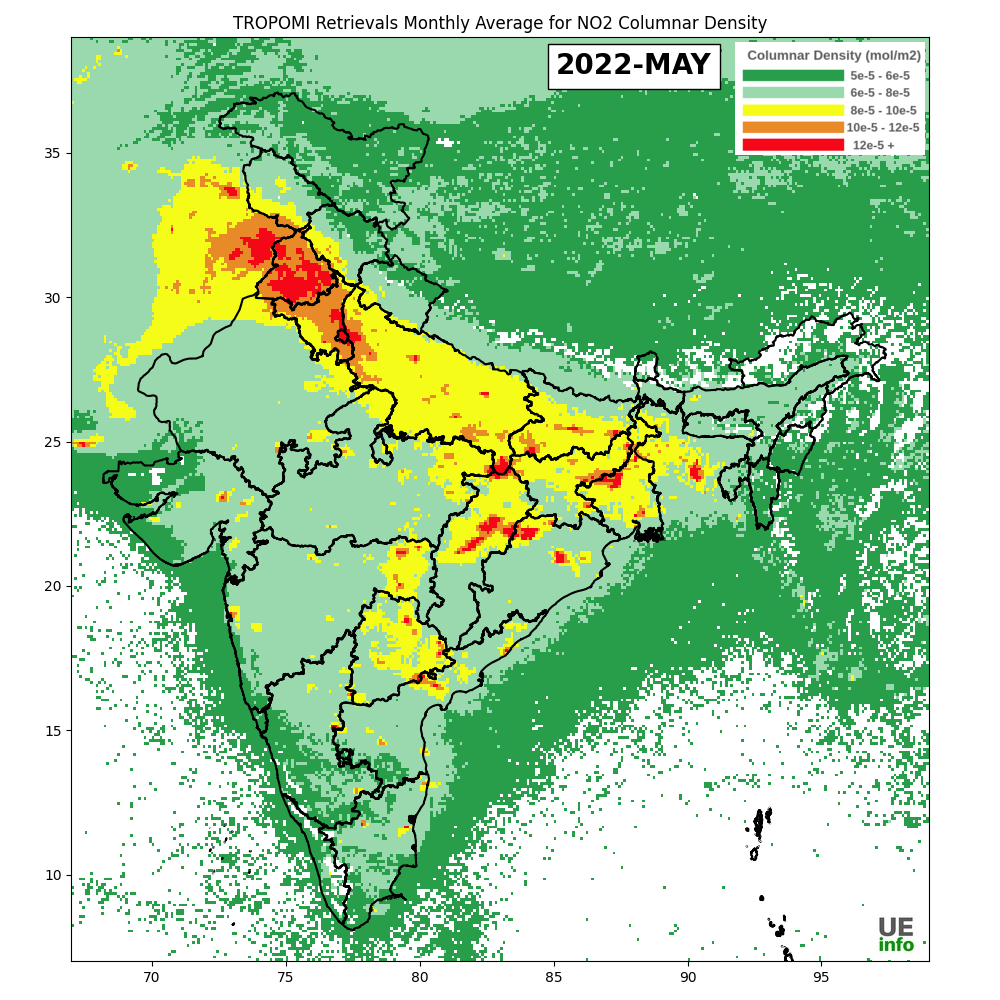 TROPOMI Retrievals Monthly Average for NO2 Columnar Density
2022-MAY
Columnar Density (mol/m2)
5e-5 - 6e-5
6e-5 - 8e-5
8e-5 - 10e-5
10e-5 - 12e-5
12e-5 +
35
30
25
20
15
10
70
75
80
85
90
95
UE
info